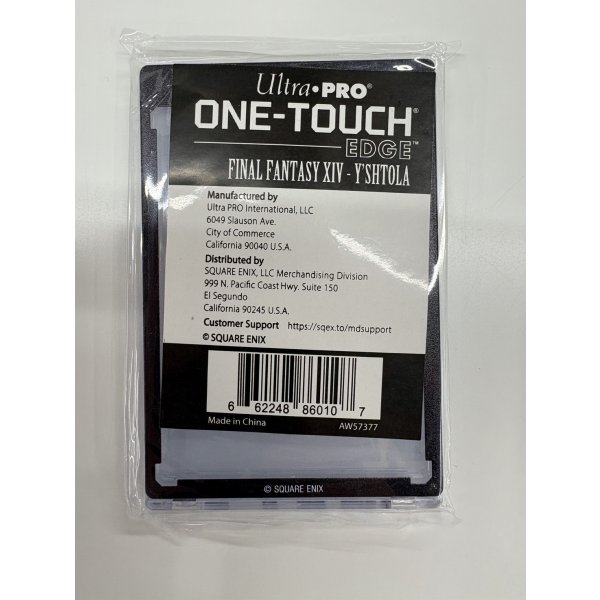 Ultra•PRO®
ONE-TOUCH®
EDGE™
FINAL FANTASY XIV - Y'SHTOLA
Manufactured by
Ultra PRO International, LLC
6049 Slauson Ave.
City of Commerce
California 90040 U.S.A.
Distributed by
SQUARE ENIX, LLC Merchandising Division
999 N. Pacific Coast Hwy. Suite 150
El Segundo
California 90245 U.S.A.
Customer Support https://sqex.to/mdsupport
© SQUARE ENIX
6 62248 86010 7
Made in China AW57377
© SQUARE ENIX